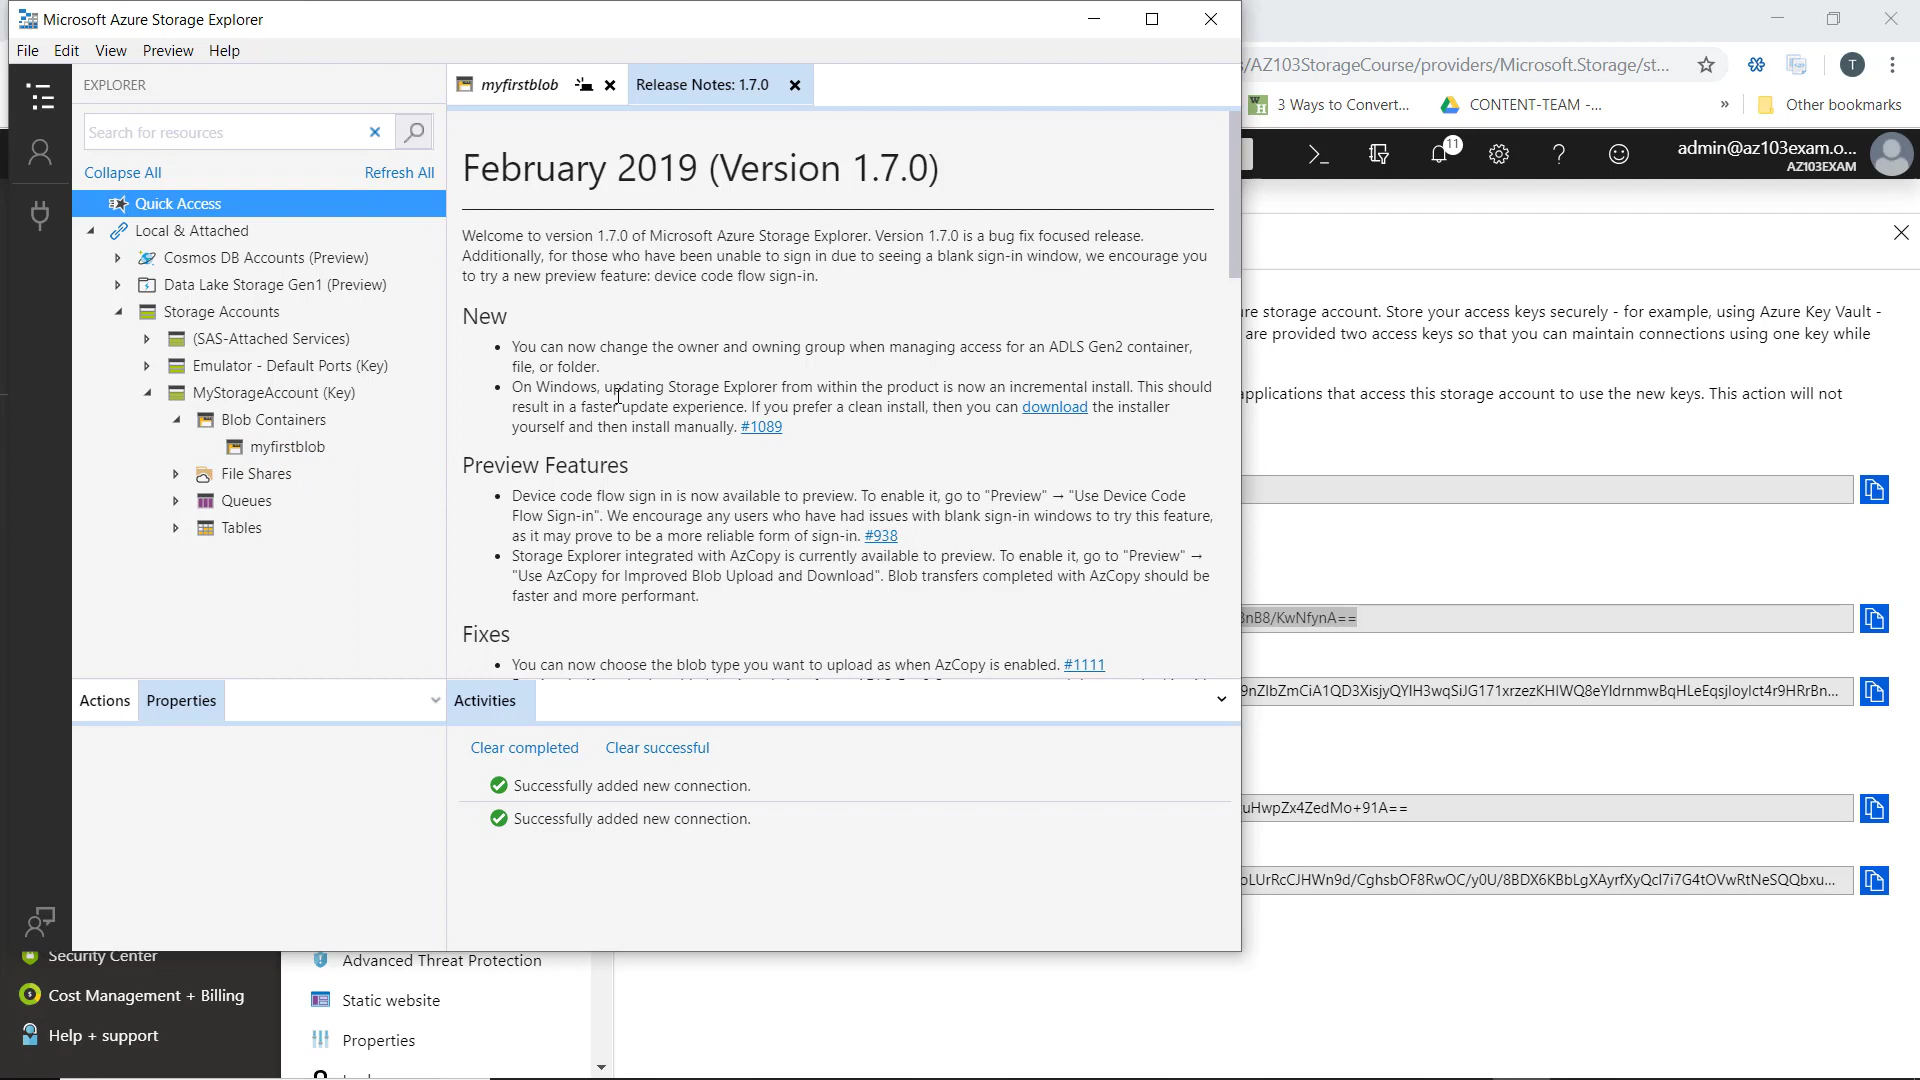 Microsoft Azure Storage Explorer
File Edit View Preview Help
EXPLORER
Search for resources
Collapse All Refresh All
Quick Access
Local & Attached
Cosmos DB Accounts (Preview)
Data Lake Storage Gen1 (Preview)
Storage Accounts
(SAS-Attached Services)
Emulator - Default Ports (Key)
MyStorageAccount (Key)
Blob Containers
myfirstblob
File Shares
Queues
Tables
Actions Properties
myfirstblob Release Notes: 1.7.0
February 2019 (Version 1.7.0)
Welcome to version 1.7.0 of Microsoft Azure Storage Explorer. Version 1.7.0 is a bug fix focused release.
Additionally, for those who have been unable to sign in due to seeing a blank sign-in window, we encourage you
to try a new preview feature: device code flow sign-in.
New
• You can now change the owner and owning group when managing access for an ADLS Gen2 container,
file, or folder.
• On Windows, updating Storage Explorer from within the product is now an incremental install. This should
result in a faster update experience. If you prefer a clean install, then you can download the installer
yourself and then install manually. #1089
Preview Features
• Device code flow sign in is now available to preview. To enable it, go to "Preview" → "Use Device Code
Flow Sign-in". We encourage any users who have had issues with blank sign-in windows to try this feature,
as it may prove to be a more reliable form of sign-in. #938
• Storage Explorer integrated with AzCopy is currently available to preview. To enable it, go to "Preview" →
"Use AzCopy for Improved Blob Upload and Download". Blob transfers completed with AzCopy should be
faster and more performant.
Fixes
• You can now choose the blob type you want to upload as when AzCopy is enabled. #1111
Activities
Clear completed Clear successful
Successfully added new connection.
Successfully added new connection.
/AZ103StorageCourse/providers/Microsoft.Storage/st...
T
3 Ways to Convert... CONTENT-TEAM -... » Other bookmarks
11
admin@az103exam.o...
AZ103EXAM
re storage account. Store your access keys securely - for example, using Azure Key Vault -
are provided two access keys so that you can maintain connections using one key while
applications that access this storage account to use the new keys. This action will not
nB8/KwNfynA==
9nZIbZmCiA1QD3XisjyQYIH3wqSiJG171xrzezKHIWQ8eYIdrnmwBqHLeEqsjIoyIct4r9HRrBn...
uHwpZx4ZedMo+91A==
oLUrRcCJHWn9d/CghsbOF8RwOC/y0U/8BDX6KBbLgXAyrfXyQcl7i7G4tOVwRtNeSQQbxu...
Security Center
Cost Management + Billing
Help + support
Advanced Threat Protection
Static website
Properties